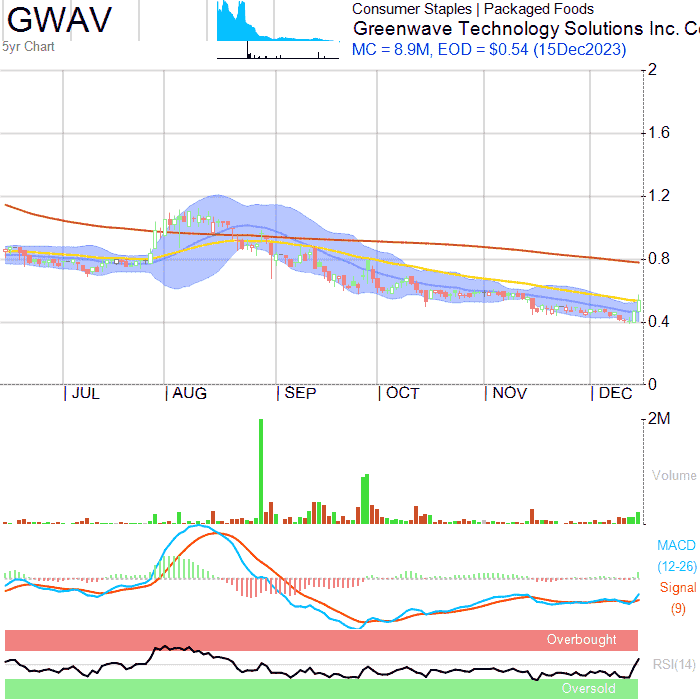 GWAV
5yr Chart
Consumer Staples | Packaged Foods
Greenwave Technology Solutions Inc. Co
MC = 8.9M, EOD = $0.54 (15Dec2023)
2
1.6
1.2
0.8
0.4
0
JUL AUG SEP OCT NOV DEC
2M
Volume
MACD
(12-26)
Signal
(9)
Overbought
RSI(14)
Oversold